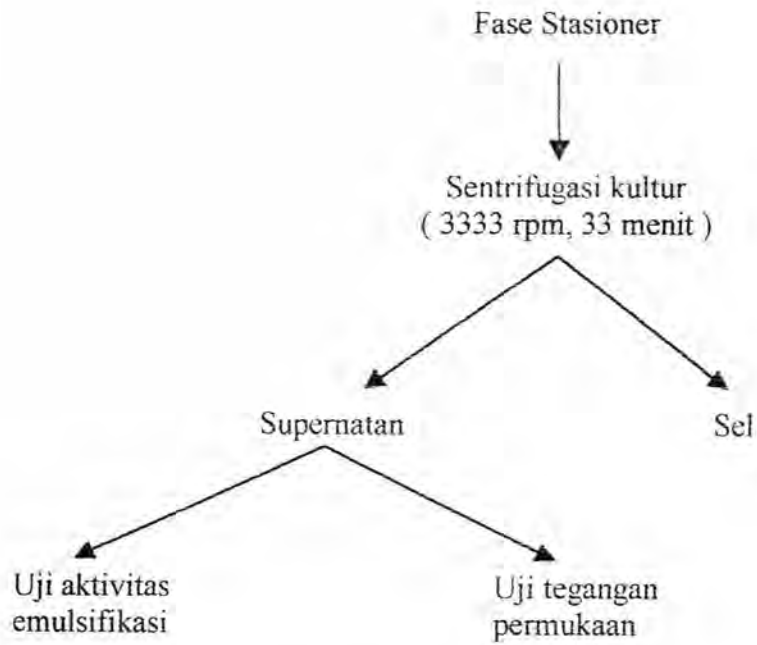 Fase Stasioner
Sentrifugasi kultur
( 3333 rpm, 33 menit )
Supernatan
Sel
Uji aktivitas
emulsifikasi
Uji tegangan
permukaan